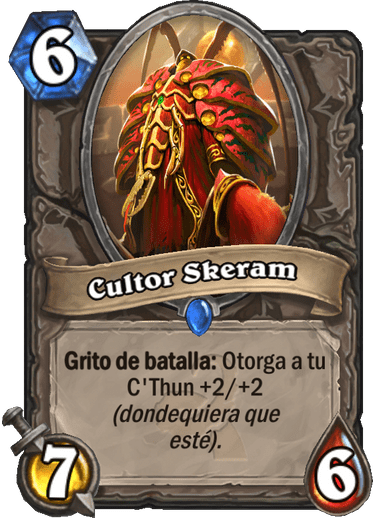 6
Cultor Skeram
Grito de batalla: Otorga a tu
C'Thun +2/+2
(dondequiera que
esté).
7
6